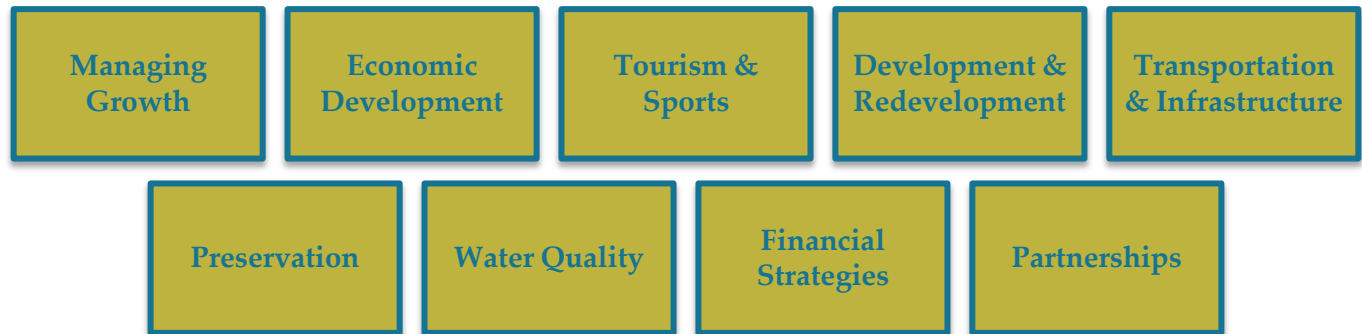 Managing
Growth
Economic
Development
Tourism &
Sports
Development &
Redevelopment
Transportation
& Infrastructure
Preservation
Water Quality
Financial
Strategies
Partnerships